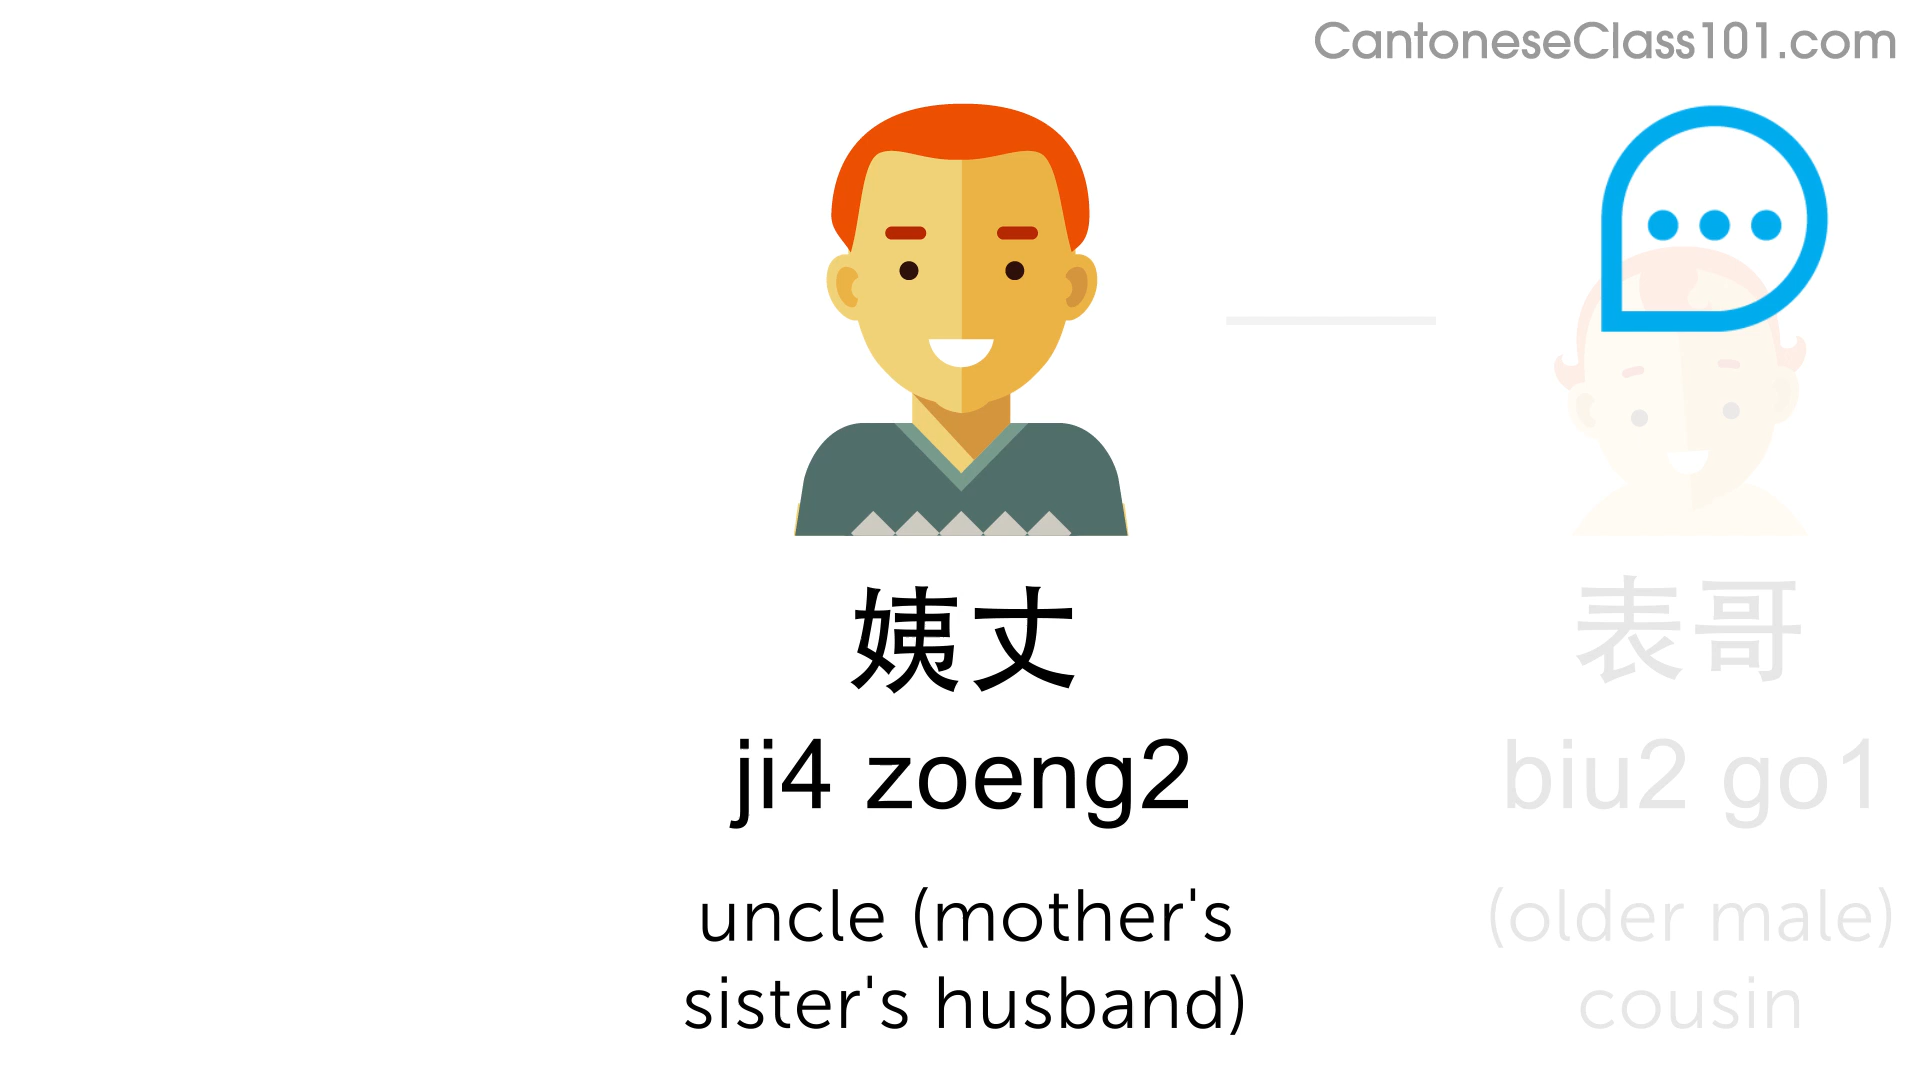 CantoneseClass101.com
姨丈
ji4 zoeng2
uncle (mother's
sister's husband)
表哥
biu2 go1
(older male)
cousin